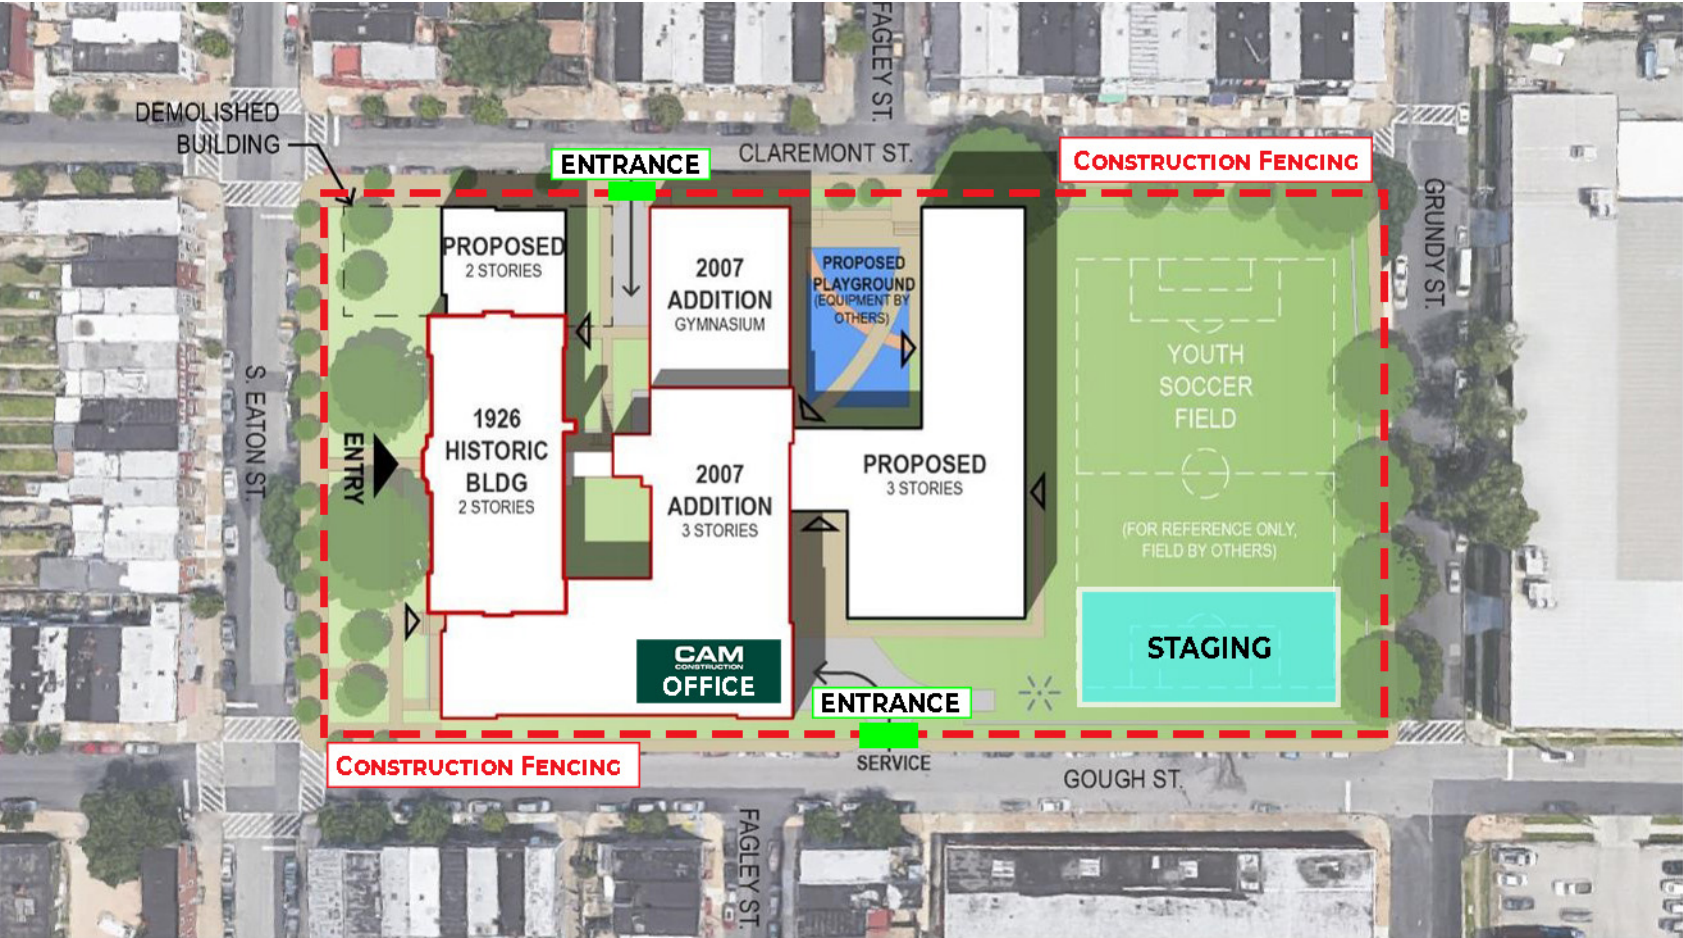 FAGLEY ST.
DEMOLISHED
BUILDING
ENTRANCE
CLAREMONT ST.
CONSTRUCTION FENCING
GRUNDY ST.
PROPOSED
2 STORIES
2007
ADDITION
GYMNASIUM
PROPOSED
PLAYGROUND
(EQUIPMENT BY
OTHERS)
YOUTH
SOCCER
FIELD
S. EATON ST.
ENTRY
1926
HISTORIC
BLDG
2 STORIES
2007
ADDITION
3 STORIES
PROPOSED
3 STORIES
(FOR REFERENCE ONLY,
FIELD BY OTHERS)
STAGING
CAM
CONSTRUCTION
OFFICE
ENTRANCE
CONSTRUCTION FENCING
SERVICE
GOUGH ST.
FAGLEY ST.